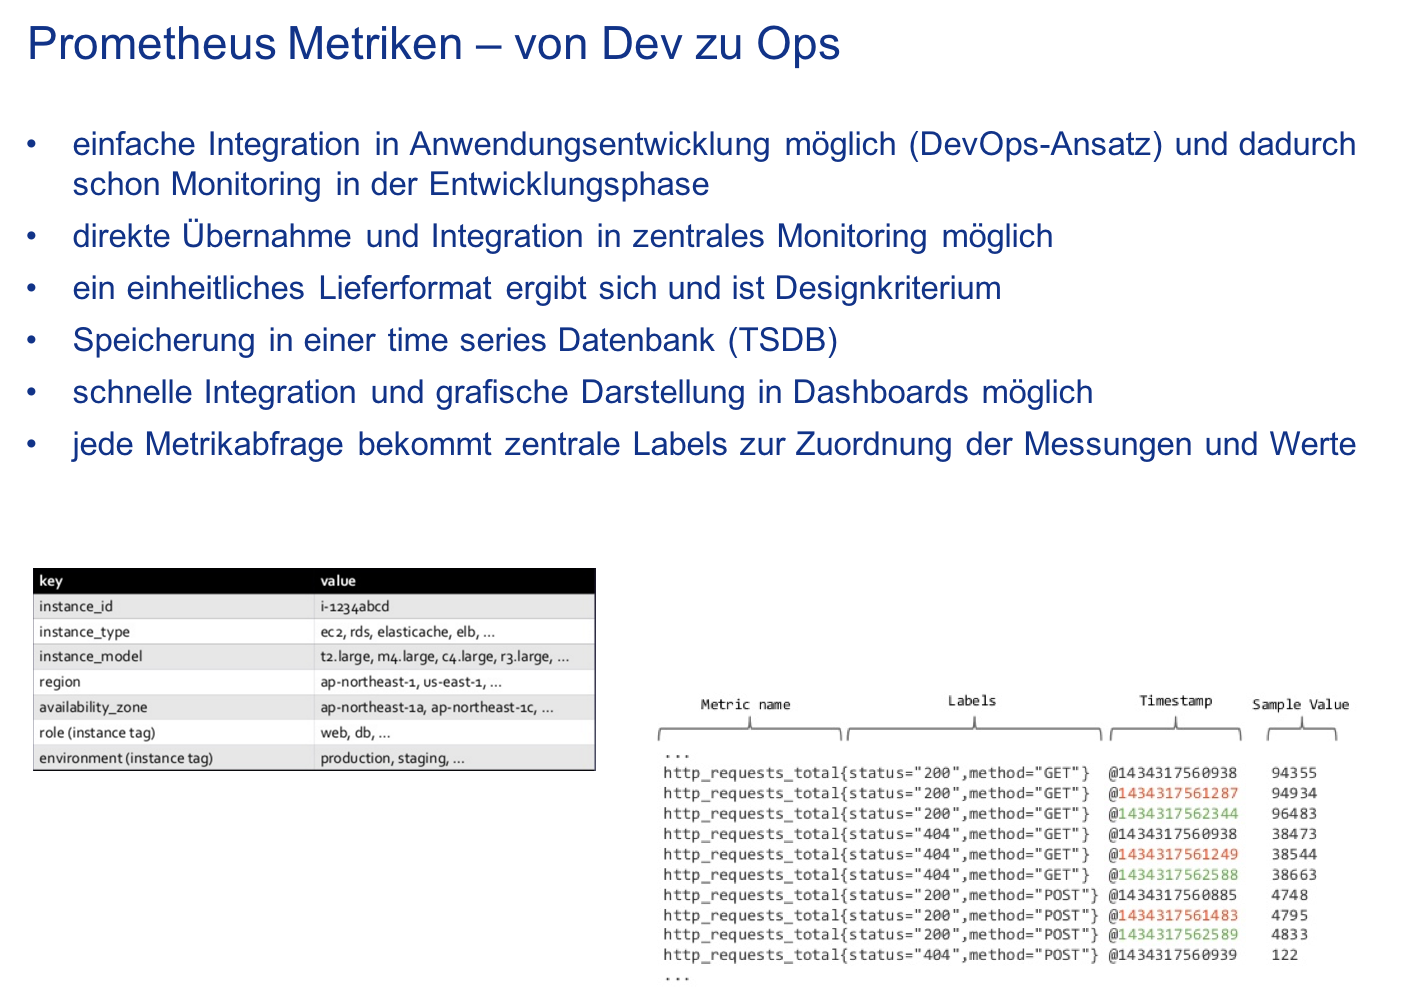 Prometheus Metriken – von Dev zu Ops
• einfache Integration in Anwendungsentwicklung möglich (DevOps-Ansatz) und dadurch
schon Monitoring in der Entwicklungsphase
• direkte Übernahme und Integration in zentrales Monitoring möglich
• ein einheitliches Lieferformat ergibt sich und ist Designkriterium
• Speicherung in einer time series Datenbank (TSDB)
• schnelle Integration und grafische Darstellung in Dashboards möglich
• jede Metrikabfrage bekommt zentrale Labels zur Zuordnung der Messungen und Werte
key value
instance_id i-1234abcd
instance_type ec2, rds, elasticache, elb, ...
instance_model t2.large, m4.large, c4.large, r3.large, ...
region ap-northeast-1, us-east-1, ...
availability_zone ap-northeast-1a, ap-northeast-1c, ...
role (instance tag) web, db, ...
environment (instance tag) production, staging, ...
Metric name Labels Timestamp Sample Value
...
http_requests_total{status="200",method="GET"} @1434317560938 94355
http_requests_total{status="200",method="GET"} @1434317561287 94934
http_requests_total{status="200",method="GET"} @1434317562344 96483
http_requests_total{status="404",method="GET"} @1434317560938 38473
http_requests_total{status="404",method="GET"} @1434317561249 38544
http_requests_total{status="404",method="GET"} @1434317562588 38663
http_requests_total{status="200",method="POST"} @1434317560885 4748
http_requests_total{status="200",method="POST"} @1434317561483 4795
http_requests_total{status="200",method="POST"} @1434317562589 4833
http_requests_total{status="404",method="POST"} @1434317560939 122
...